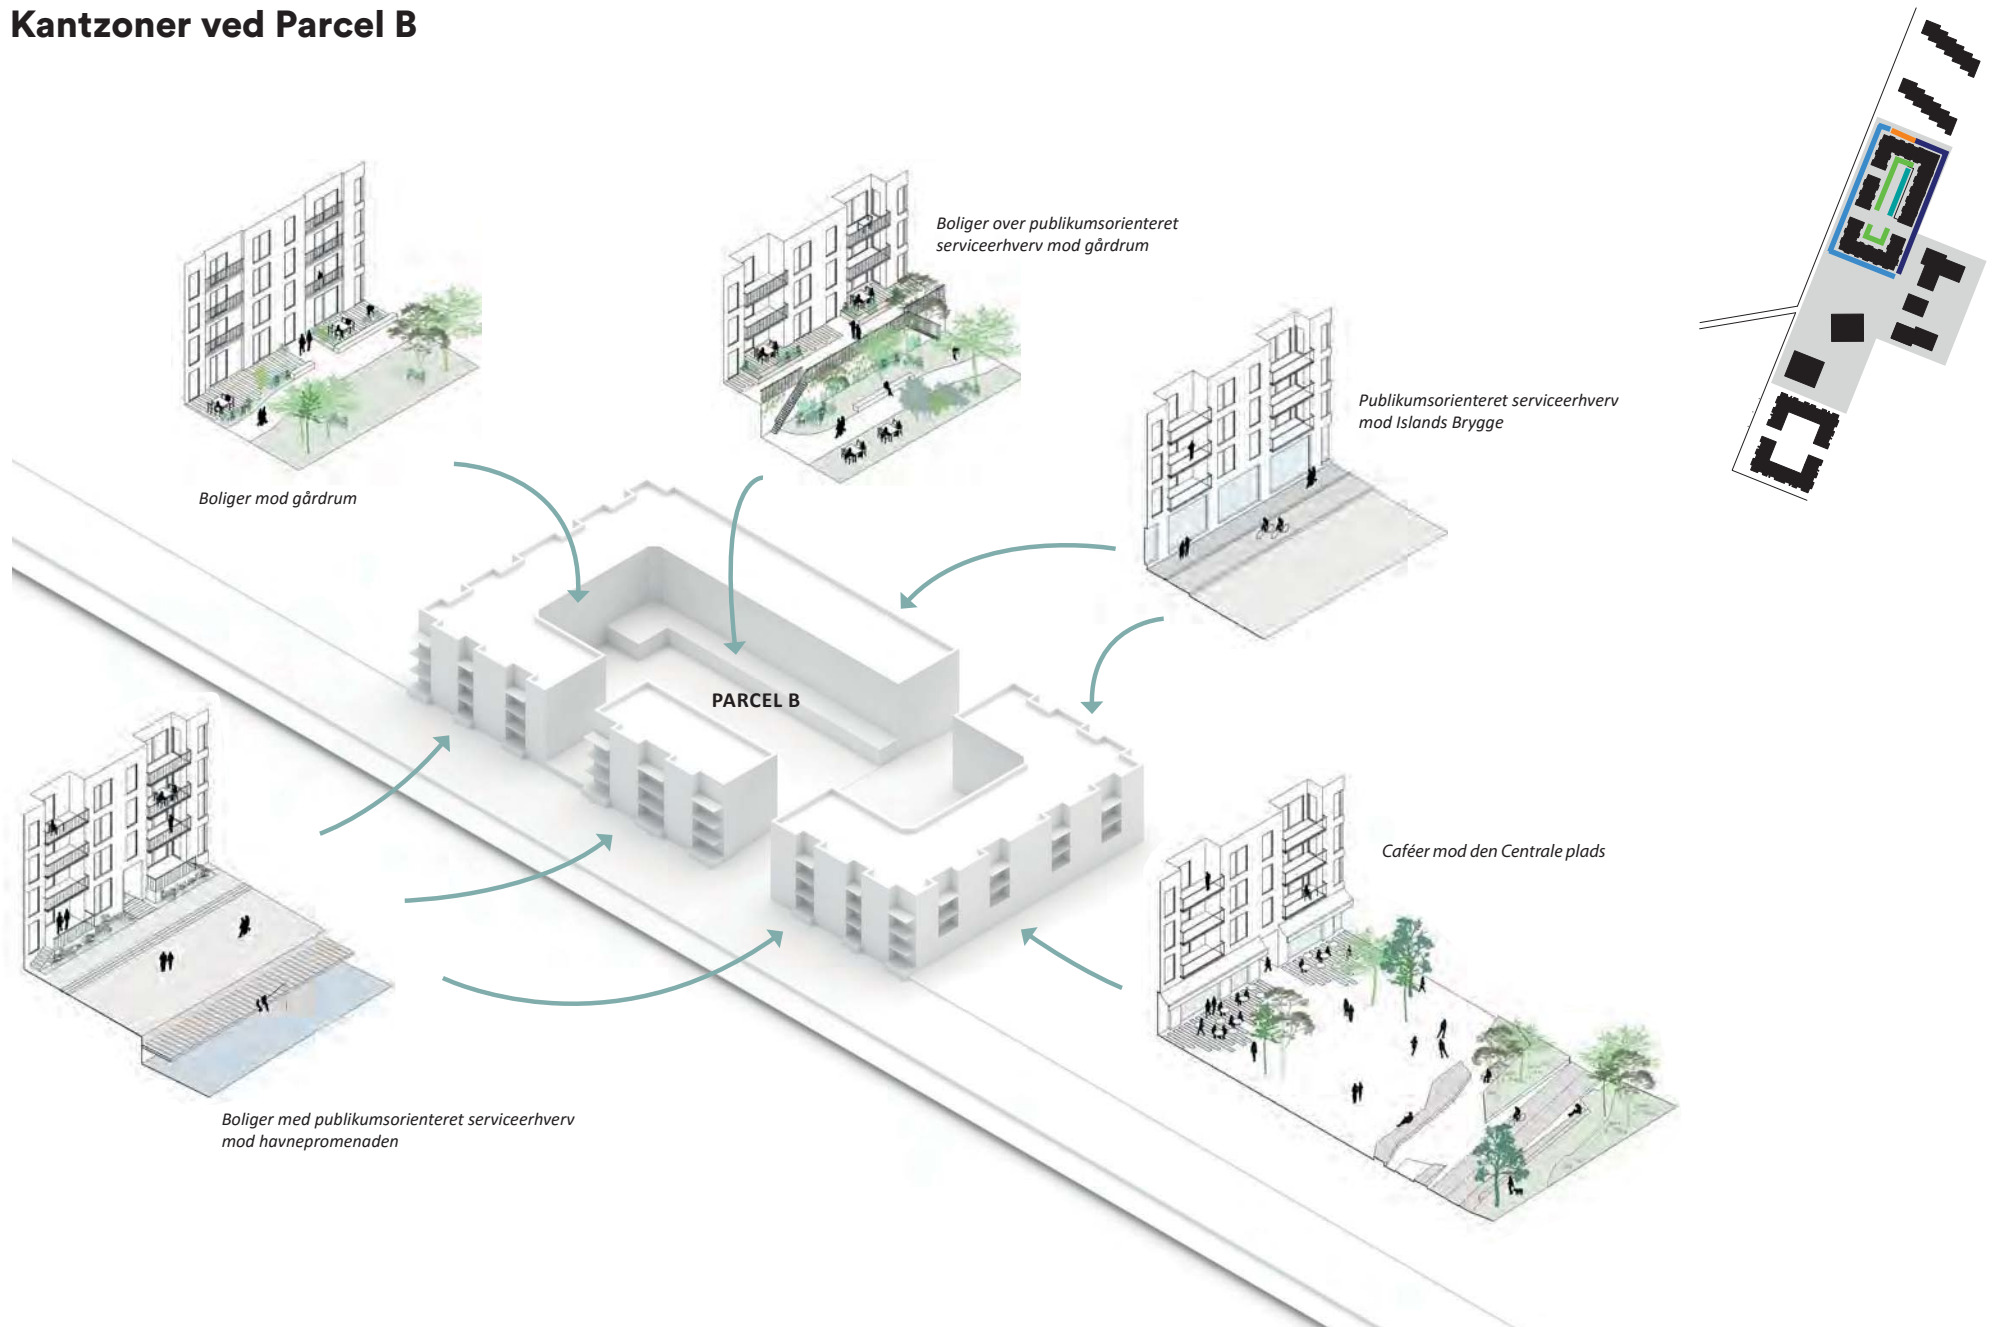 Kantzoner ved Parcel B
Boliger over publikumsorienteret
serviceerhverv mod gårdrum
Publikumsorienteret serviceerhverv
mod Islands Brygge
Boliger mod gårdrum
PARCEL B
Caféer mod den Centrale plads
Boliger med publikumsorienteret serviceerhverv
mod havnepromenaden